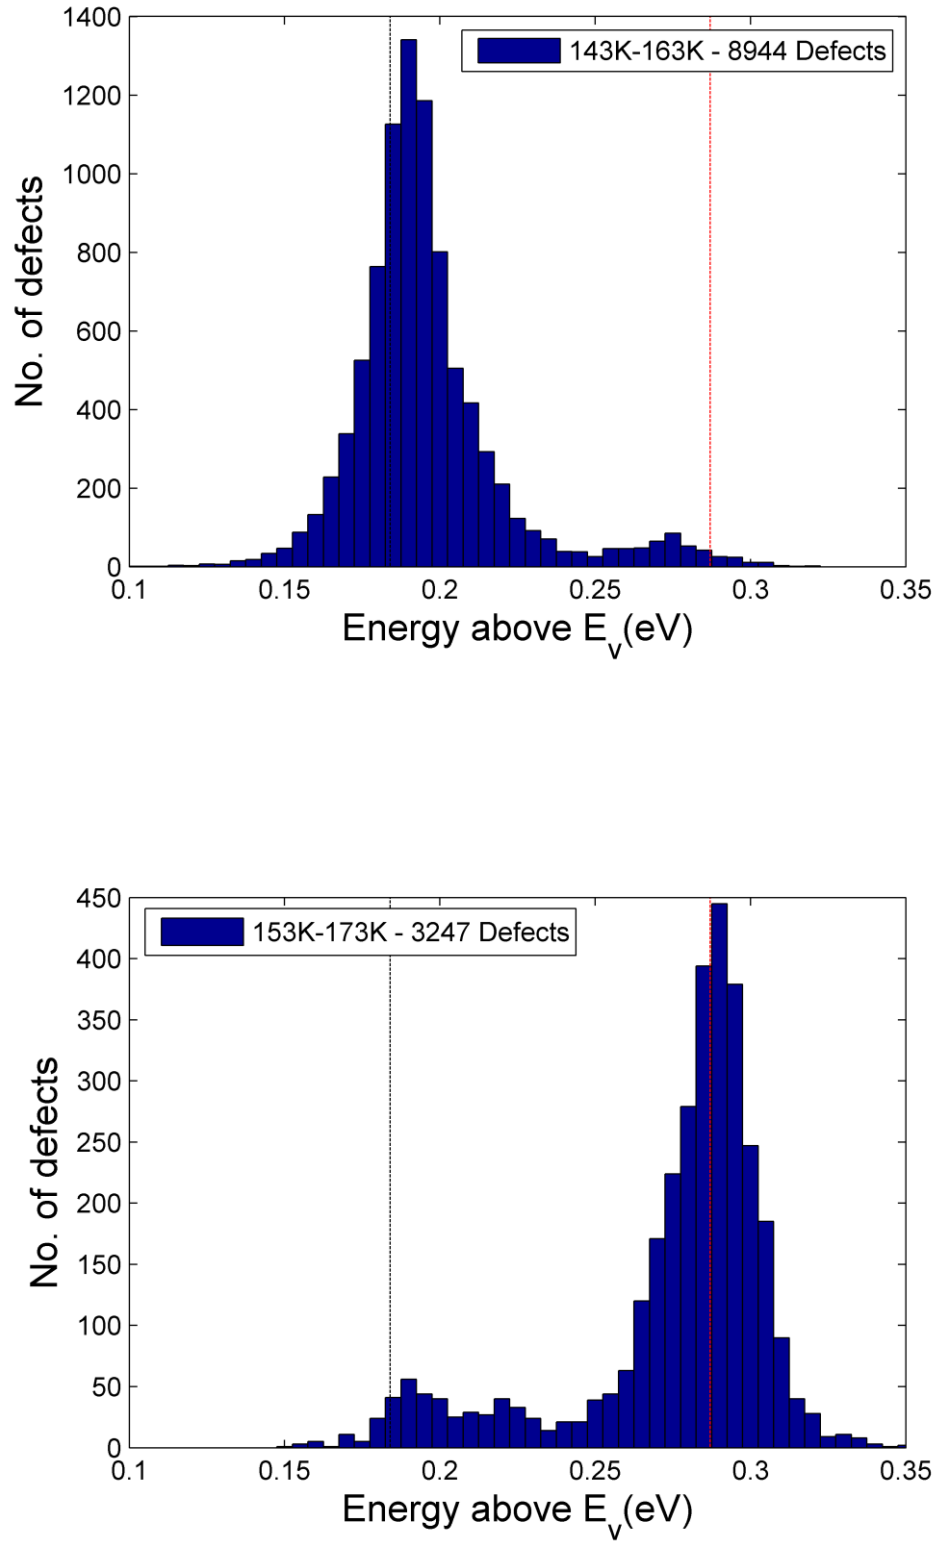 1400
1200
1000
800
600
400
200
0
No. of defects
143K-163K - 8944 Defects
0.1 0.15 0.2 0.25 0.3 0.35
Energy above E_v(eV)
450
400
350
300
250
200
150
100
50
0
No. of defects
153K-173K - 3247 Defects
0.1 0.15 0.2 0.25 0.3 0.35
Energy above E_v(eV)